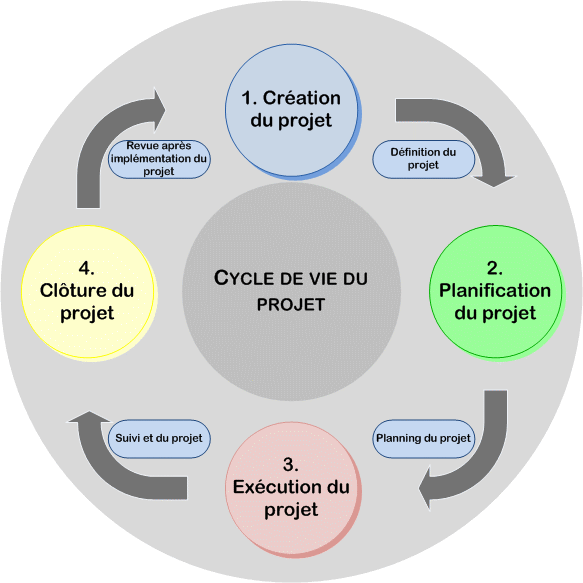 1. Création
du projet
Revue après
implémentation du
projet
Définition du
projet
4.
Clôture du
projet
CYCLE DE VIE DU
PROJET
2.
Planification
du projet
Suivi et du projet
Planning du projet
3.
Exécution du
projet